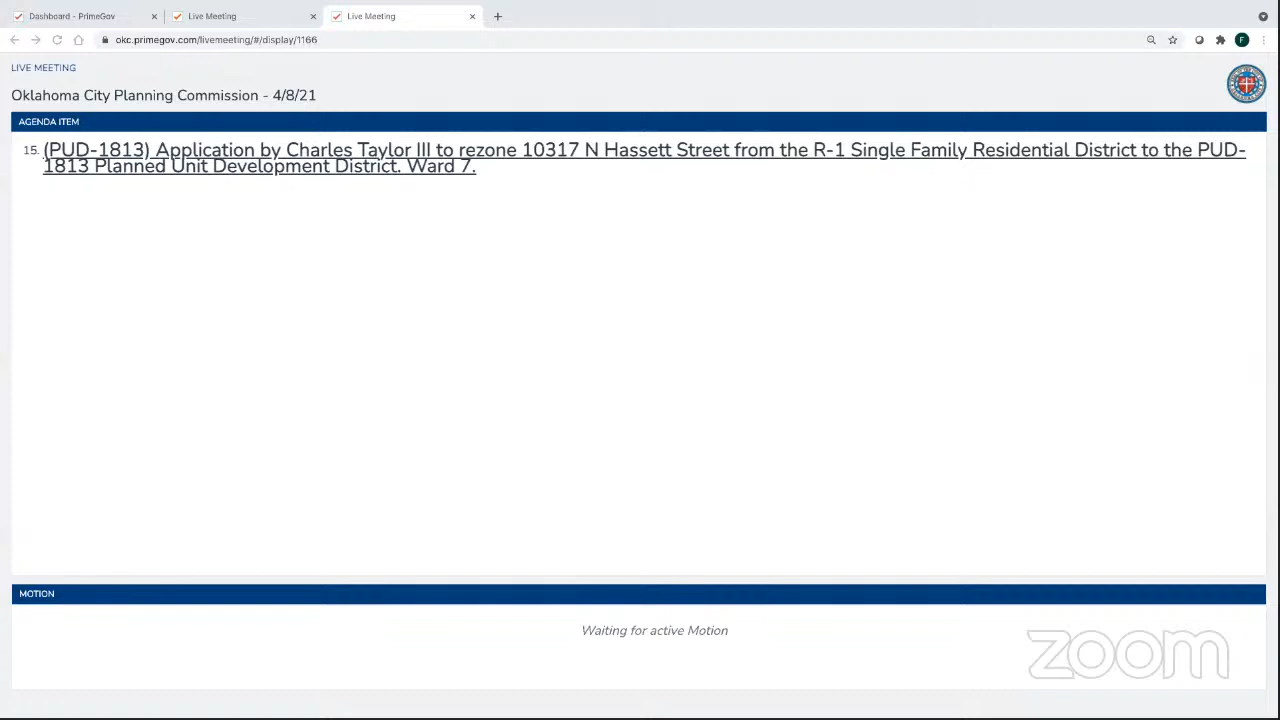 Dashboard - PrimeGov
Live Meeting
Live Meeting
okc.primegov.com/livemeeting/#/display/1166
F
LIVE MEETING
Oklahoma City Planning Commission - 4/8/21
AGENDA ITEM
15. (PUD-1813) Application by Charles Taylor III to rezone 10317 N Hassett Street from the R-1 Single Family Residential District to the PUD-
1813 Planned Unit Development District. Ward 7.
MOTION
Waiting for active Motion
zoom